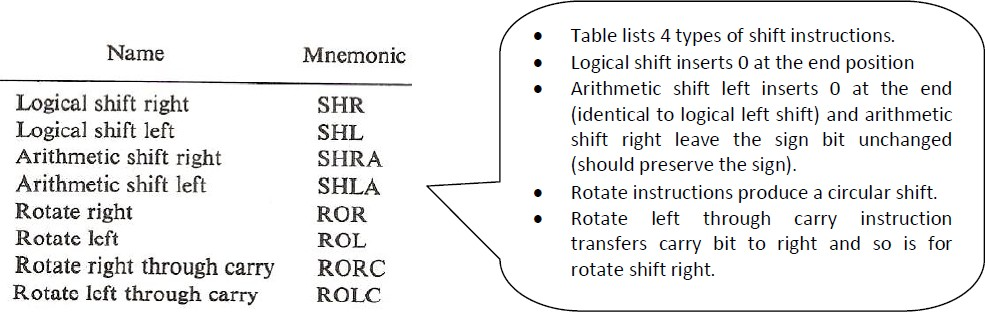 Name Mnemonic
Logical shift right SHR
Logical shift left SHL
Arithmetic shift right SHRA
Arithmetic shift left SHLA
Rotate right ROR
Rotate left ROL
Rotate right through carry RORC
Rotate left through carry ROLC
• Table lists 4 types of shift instructions.
• Logical shift inserts 0 at the end position
• Arithmetic shift left inserts 0 at the end
(identical to logical left shift) and arithmetic
shift right leave the sign bit unchanged
(should preserve the sign).
• Rotate instructions produce a circular shift.
• Rotate left through carry instruction
transfers carry bit to right and so is for
rotate shift right.